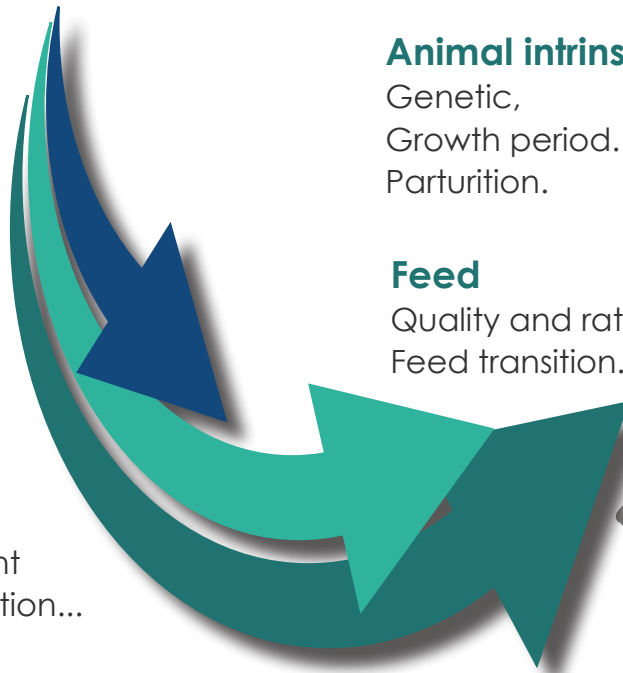 Animal intrins
Genetic,
Growth period.
Parturition.
Feed
Quality and rat
Feed transition.
nt
tion...